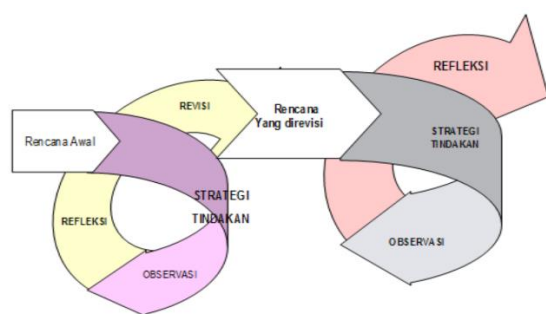 Rencana Awal
STRATEGI
TINDAKAN
OBSERVASI
REFLEKSI
REVISI
Rencana
Yang direvisi
STRATEGI
TINDAKAN
OBSERVASI
REFLEKSI